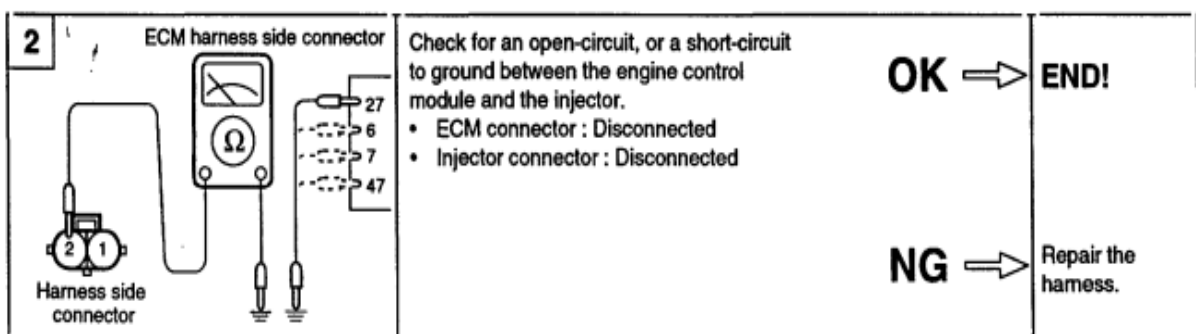 2
ECM harness side connector
27
6
7
47
Ω
2 1
Harness side
connector
Check for an open-circuit, or a short-circuit
to ground between the engine control
module and the injector.
• ECM connector : Disconnected
• Injector connector : Disconnected
OK
END!
NG
Repair the
harness.